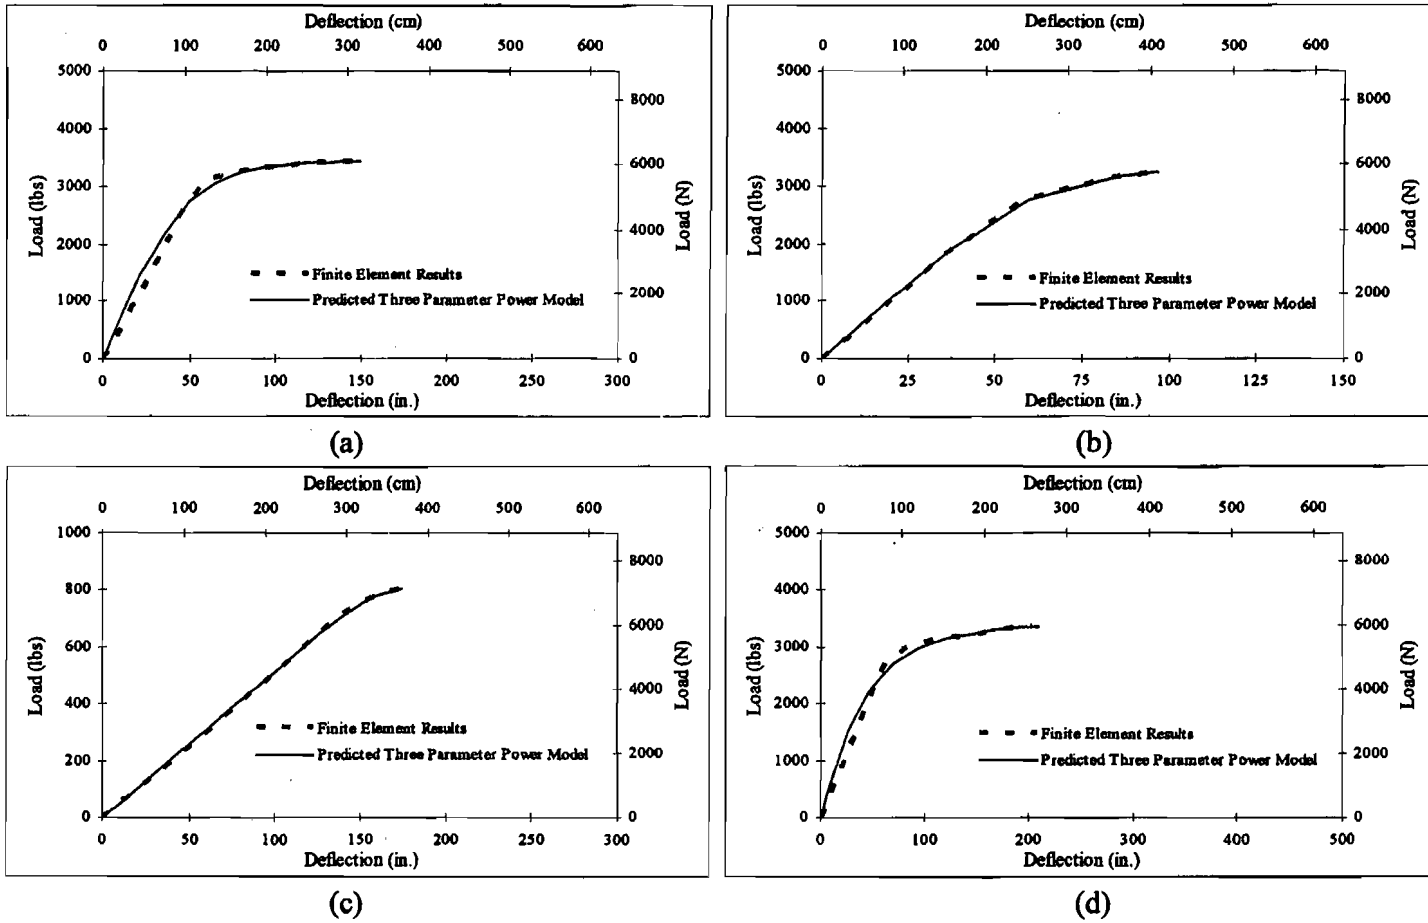 Deflection (cm)
0 100 200 300 400 500 600
5000
4000
3000
2000
1000
0
Load (lbs)
8000
6000
4000
2000
0
Load (N)
Finite Element Results
Predicted Three Parameter Power Model
0 50 100 150 200 250 300
Deflection (in.)
(a)
Deflection (cm)
0 100 200 300 400 500 600
5000
4000
3000
2000
1000
0
Load (lbs)
8000
6000
4000
2000
0
Load (N)
Finite Element Results
Predicted Three Parameter Power Model
0 25 50 75 100 125 150
Deflection (in.)
(b)
Deflection (cm)
0 100 200 300 400 500 600
1000
800
600
400
200
0
Load (lbs)
8000
6000
4000
2000
0
Load (N)
Finite Element Results
Predicted Three Parameter Power Model
0 50 100 150 200 250 300
Deflection (in.)
(c)
Deflection (cm)
0 100 200 300 400 500 600
5000
4000
3000
2000
1000
0
Load (lbs)
8000
6000
4000
2000
0
Load (N)
Finite Element Results
Predicted Three Parameter Power Model
0 100 200 300 400 500
Deflection (in.)
(d)